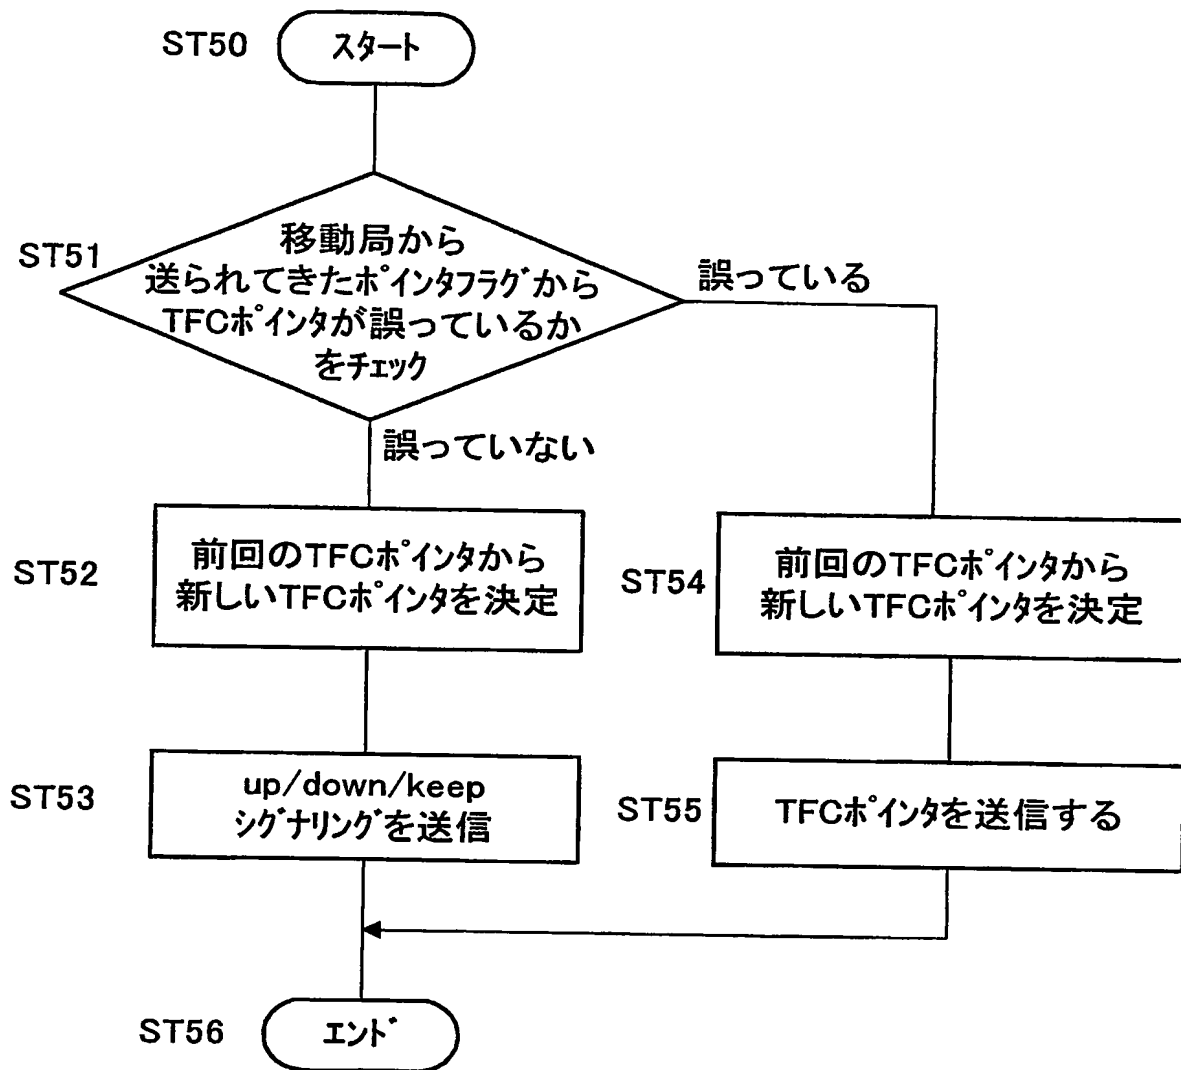 ST50
スタート
ST51
移動局から
送られてきたポインタフラグから
TFCポインタが誤っているか
をチェック
誤っている
誤っていない
ST52
前回のTFCポインタから
新しいTFCポインタを決定
ST54
前回のTFCポインタから
新しいTFCポインタを決定
ST53
up/down/keep
シグナリングを送信
ST55
TFCポインタを送信する
ST56
エンド